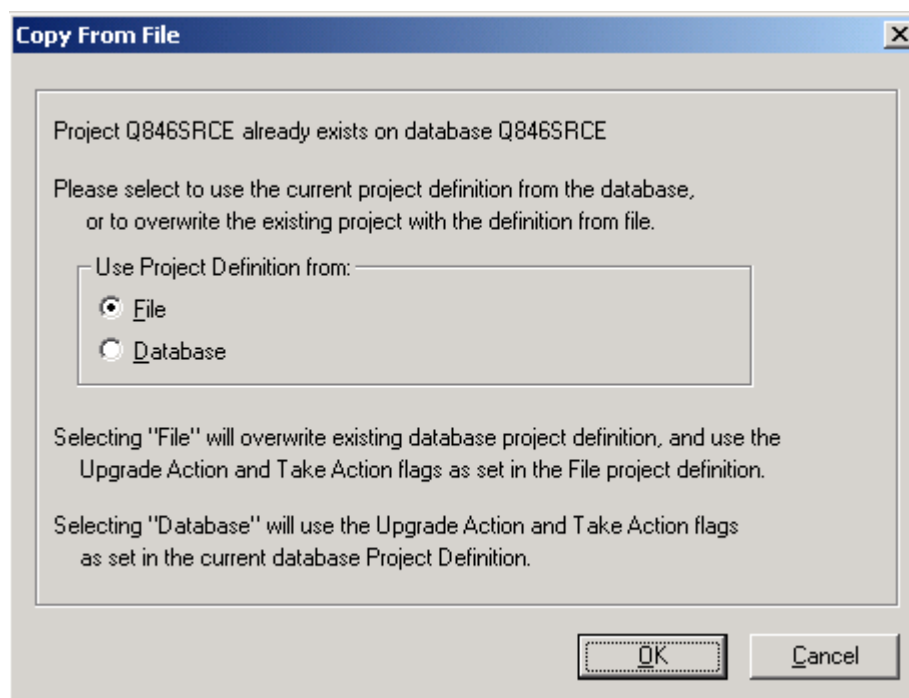 Copy From File
Project Q846SRCE already exists on database Q846SRCE
Please select to use the current project definition from the database,
or to overwrite the existing project with the definition from file.
Use Project Definition from:
File
Database
Selecting "File" will overwrite existing database project definition, and use the
Upgrade Action and Take Action flags as set in the File project definition.
Selecting "Database" will use the Upgrade Action and Take Action flags
as set in the current database Project Definition.
OK
Cancel